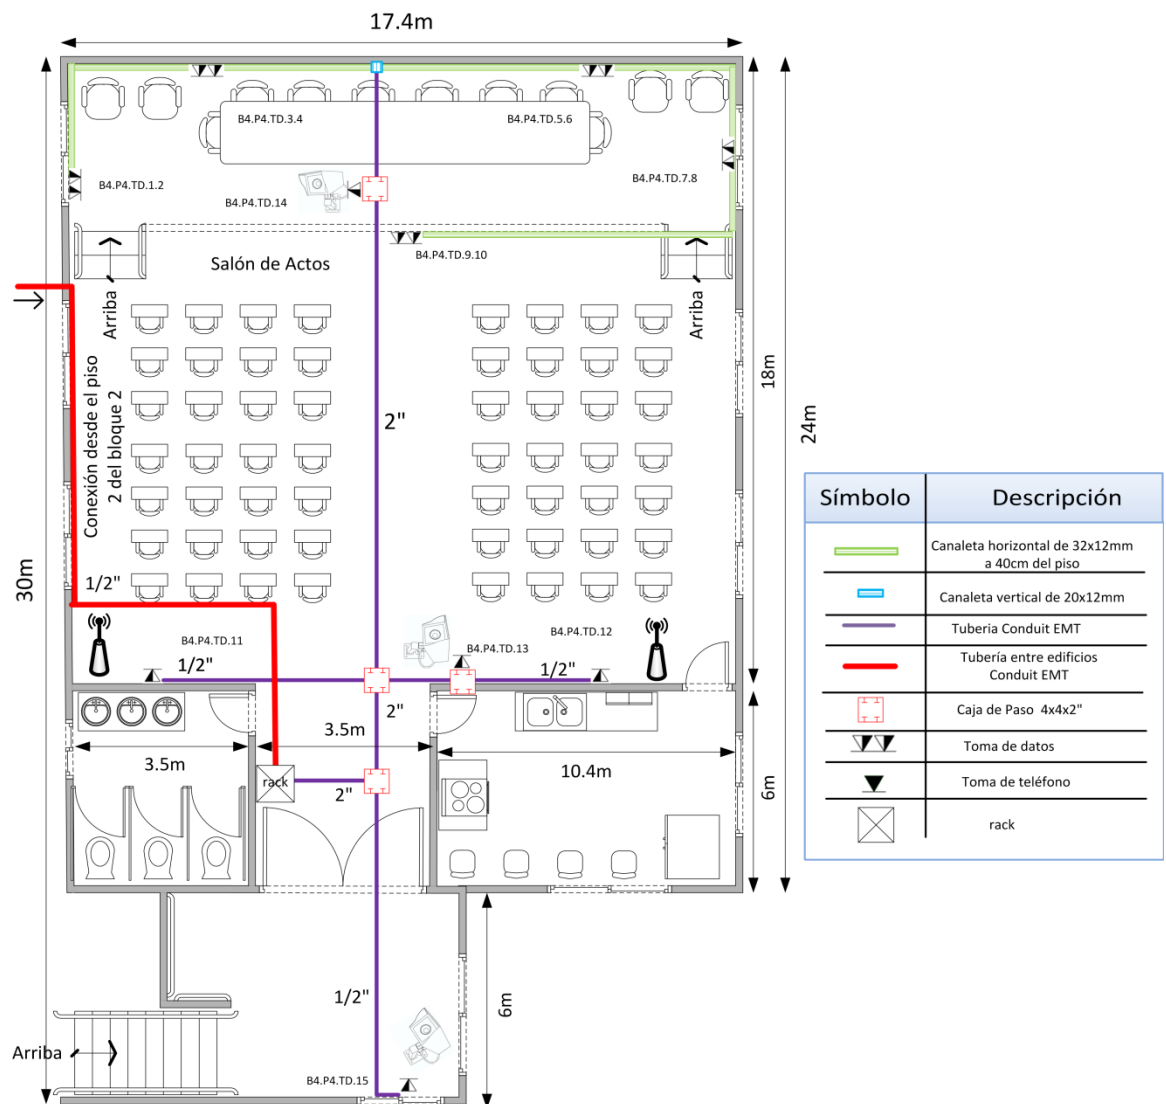 17.4m
B4.P4.TD.3.4
B4.P4.TD.5.6
B4.P4.TD.1.2
B4.P4.TD.14
B4.P4.TD.7.8
B4.P4.TD.9.10
Salón de Actos
Arriba
Arriba
Conexión desde el piso
2 del bloque 2
2"
18m
24m
30m
1/2"
B4.P4.TD.11
B4.P4.TD.12
B4.P4.TD.13
1/2"
1/2"
2"
3.5m
3.5m
10.4m
rack
2"
6m
1/2"
6m
Arriba
B4.P4.TD.15
Símbolo
Descripción
Canaleta horizontal de 32x12mm
a 40cm del piso
Canaleta vertical de 20x12mm
Tuberia Conduit EMT
Tubería entre edificios
Conduit EMT
Caja de Paso 4x4x2"
Toma de datos
Toma de teléfono
rack